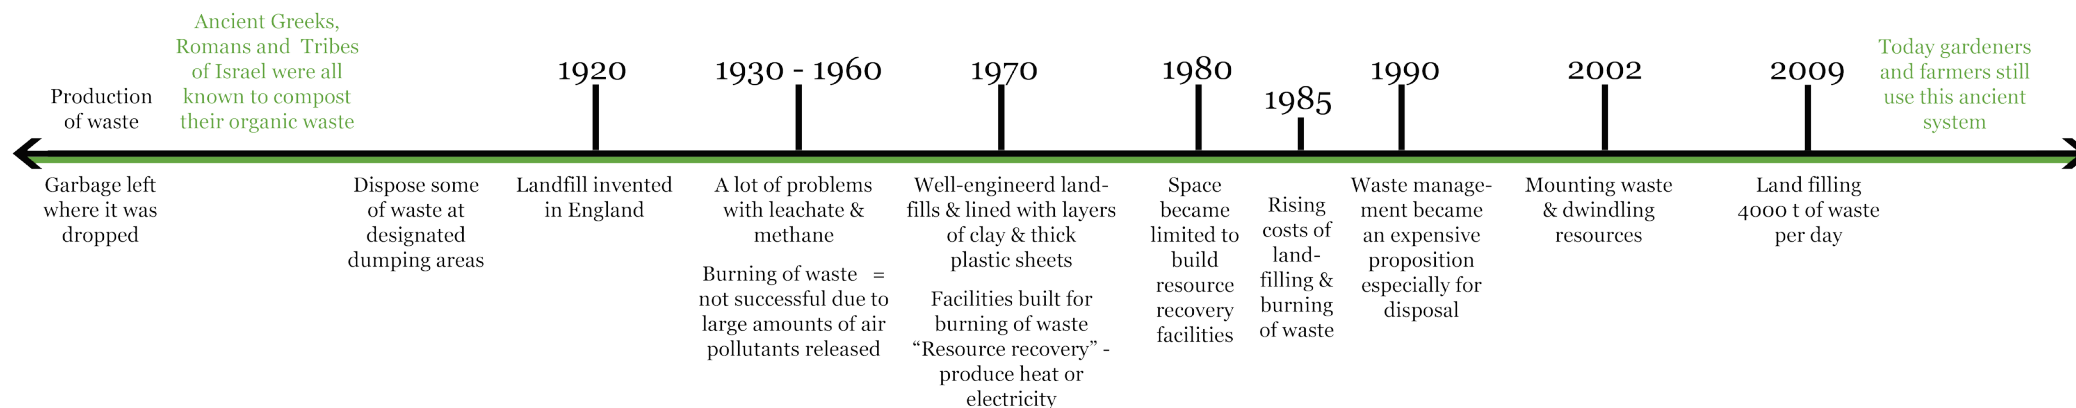 Production
of waste
Garbage left
where it was
dropped
Ancient Greeks,
Romans and Tribes
of Israel were all
known to compost
their organic waste
Dispose some
of waste at
designated
dumping areas
1920
Landfill invented
in England
1930 - 1960
A lot of problems
with leachate &
methane
Burning of waste =
not successful due to
large amounts of air
pollutants released
1970
Well-engineerd land-
fills & lined with layers
of clay & thick
plastic sheets
Facilities built for
burning of waste
“Resource recovery” -
produce heat or
electricity
1980
Space
became
limited to
build
resource
recovery
facilities
1985
Rising
costs of
land-
filling &
burning
of waste
1990
Waste manage-
ment became
an expensive
proposition
especially for
disposal
2002
Mounting waste
& dwindling
resources
2009
Land filling
4000 t of waste
per day
Today gardeners
and farmers still
use this ancient
system